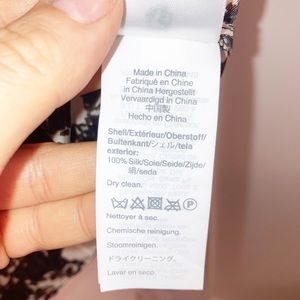 Made in China
Fabriqué en Chine
In China Hergestellt
Vervaardigd in China
中国製
Hecho en China
Shell/Extérieur/Oberstoff/
Buitenkant/シェル/tela
exterior:
100% Silk/Soie/Seide/Zijde/
絹/seda
Dry clean.
P
Nettoyer à sec.
Chemische reinigung.
Stoomreinigen.
ドライクリーニング。
Lavar en seco.